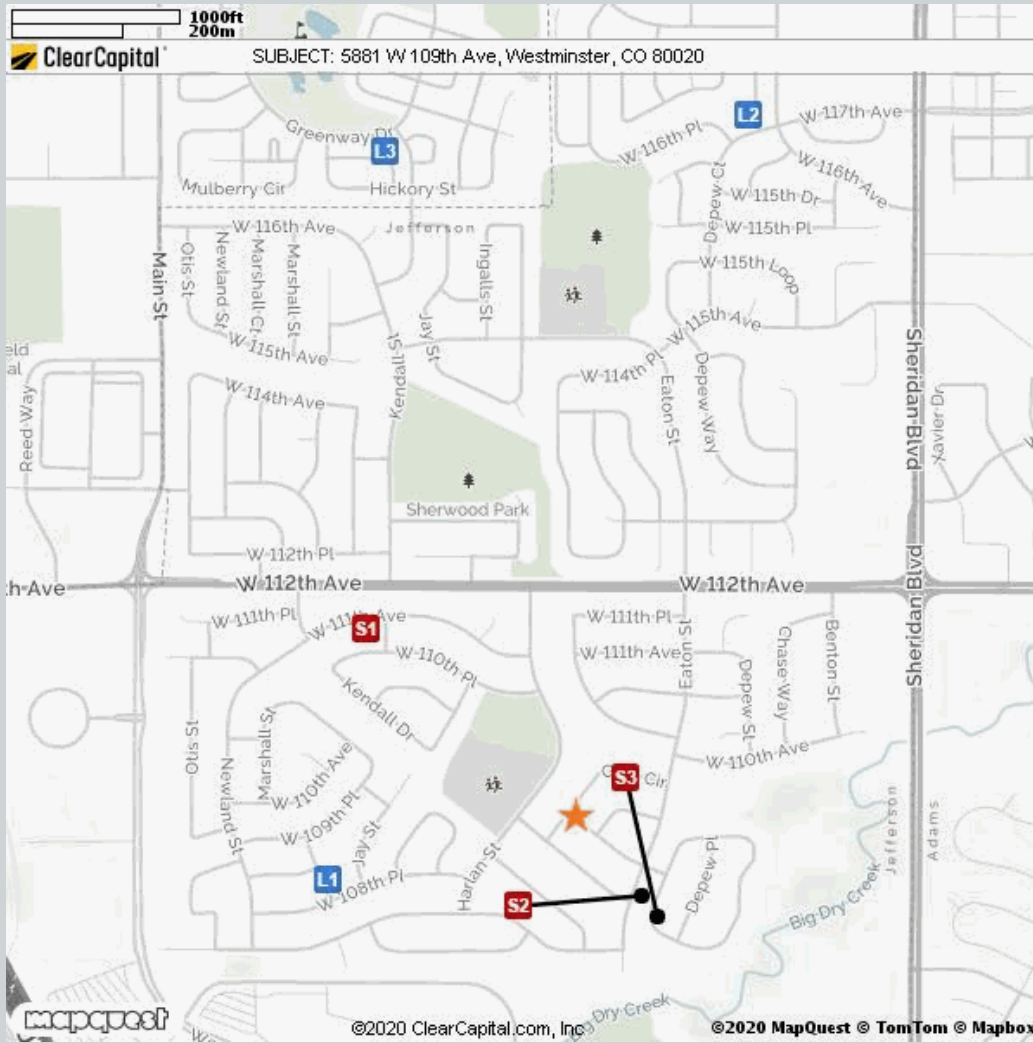 1000ft
200m
ClearCapital
SUBJECT: 5881 W 109th Ave, Westminster, CO 80020
L2
W 117th Ave
Greenway Dr
W 116th Pl
L3
W 116th Ave
Mulberry Cir
Hickory St
Depew Ct
W 115th Dr
W 116th Ave
Jefferson
W 115th Pl
Main St
Otis St
Newland St
Marshall Ct
Marshall St
Ingalls St
W 115th Loop
Jay St
W 115th Ave
W 115th Ave
Kendall St
Sheridan Blvd
W 114th Pl
Reed Way
W 114th Ave
Eaton St
Depew Way
Xavier Dr
Sherwood Park
W 112th Pl
Sheridan Blvd
W 112th Ave
W 112th Ave
W 111th Pl
W 111th Ave
S1
W 111th Pl
W 110th Pl
W 111th Ave
Eaton St
Chase Way
Benton St
Kendall Dr
Depew St
Otis St
Marshall St
W 110th Ave
S3
Cir
Newland St
W 110th Ave
W 109th Pl
Jay St
Jefferson
Adams
L1
W 108th Pl
Harlan St
S2
Depew Pl
Big Dry Creek
Big Dry Creek
mapquest
©2020 ClearCapital.com, Inc
©2020 MapQuest © TomTom © Mapbox